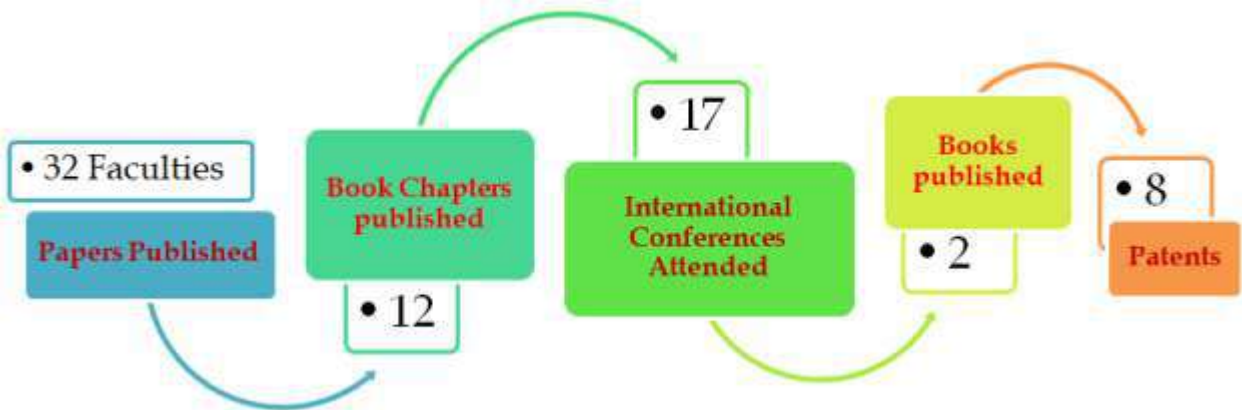 • 32 Faculties
Papers Published
Book Chapters
published
• 12
• 17
International
Conferences
Attended
Books
published
• 2
• 8
Patents